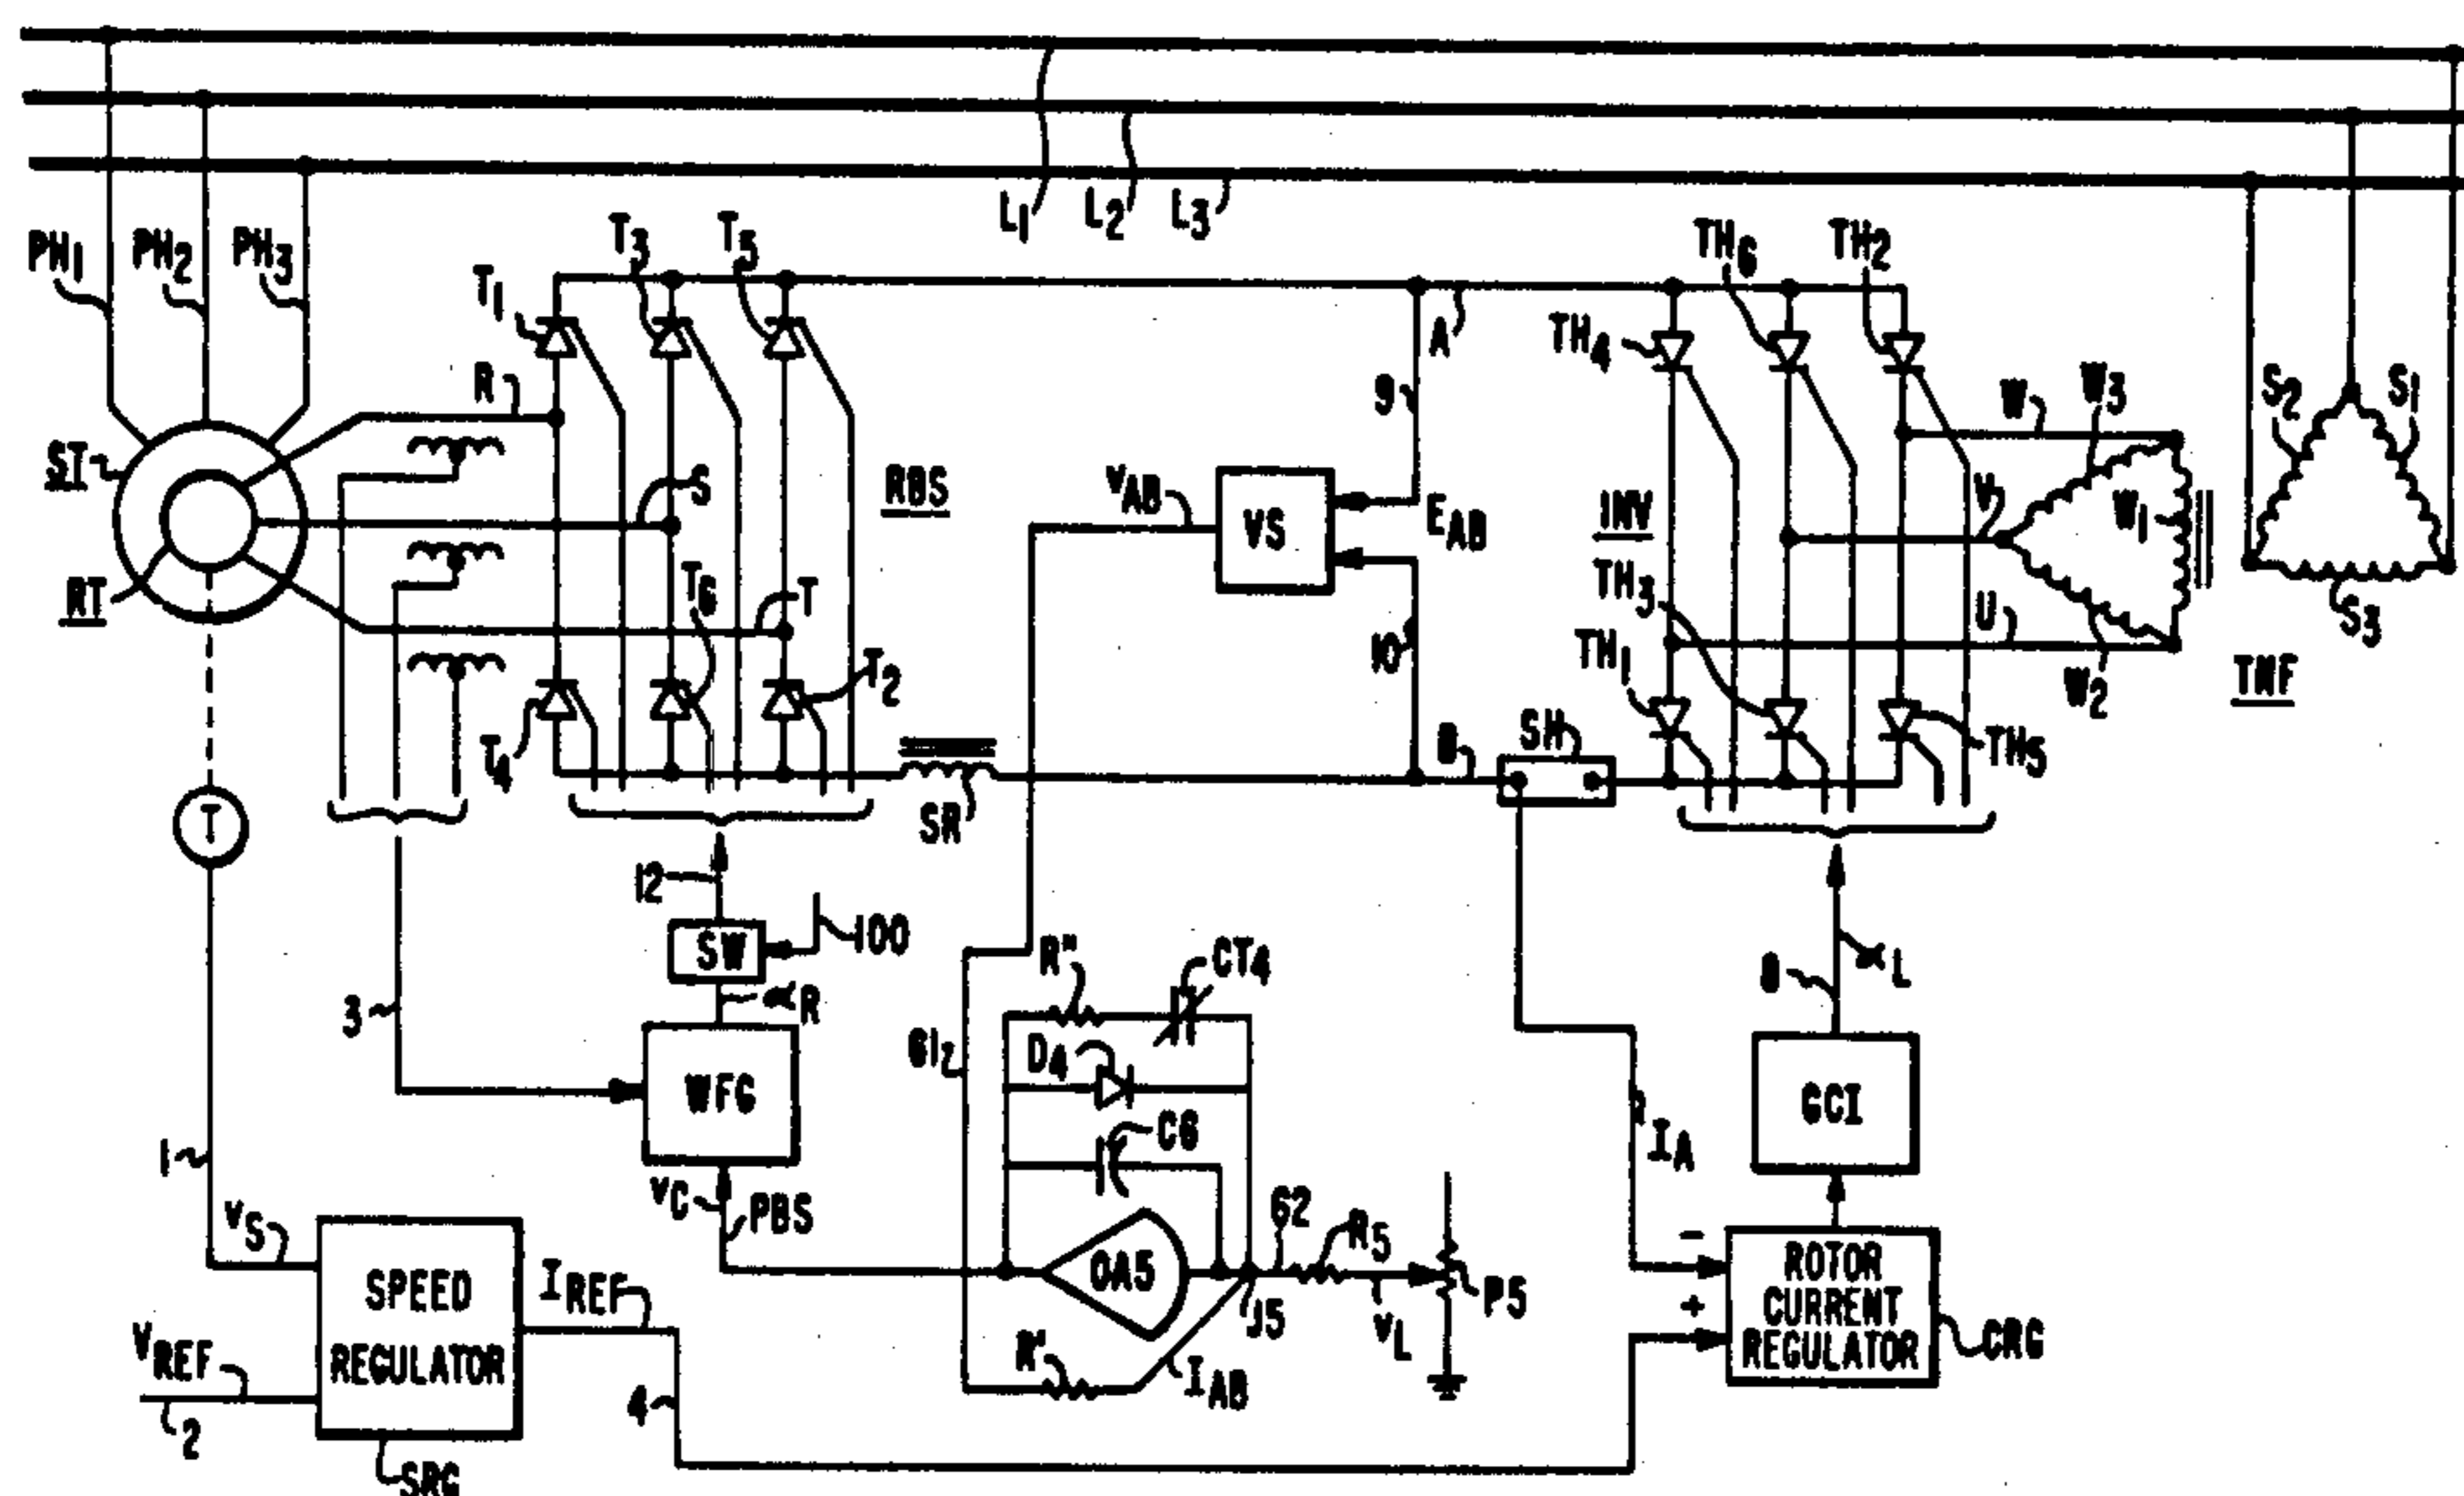 L1
L2
L3
PH1
PH2
PH3
T1
T3
T5
TH6
TH2
TH4
A
9
R
W
W3
S2
S1
ST
S
RBS
VAB
VS
EAB
INV
V
W1
RT
T6
T
TH3
U
S3
10
T2
TH1
W2
TNF
T4
SR
B
SH
TH5
T
12
SW
100
R"
CT4
8
αL
3
αR
61
D4
WFG
C6
GCI
IA
1
vC
PBS
62
R5
vS
OA5
-
SPEED
REGULATOR
IREF
J5
vL
P5
+
ROTOR
CURRENT
REGULATOR
CRG
VREF
R'
IAB
4
2
SRG